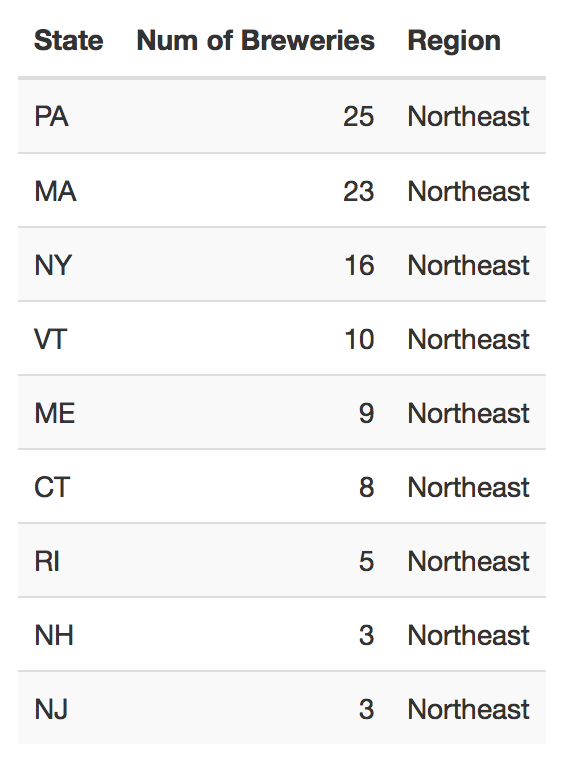 State Num of Breweries Region
PA 25 Northeast
MA 23 Northeast
NY 16 Northeast
VT 10 Northeast
ME 9 Northeast
CT 8 Northeast
RI 5 Northeast
NH 3 Northeast
NJ 3 Northeast